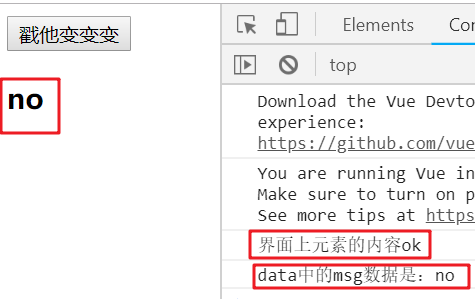 戳他变变变
no
Elements
Con
top
Download the Vue Devto
experience:
https://github.com/vue
You are running Vue in
Make sure to turn on p
See more tips at https
界面上元素的内容ok
data中的msg数据是：no